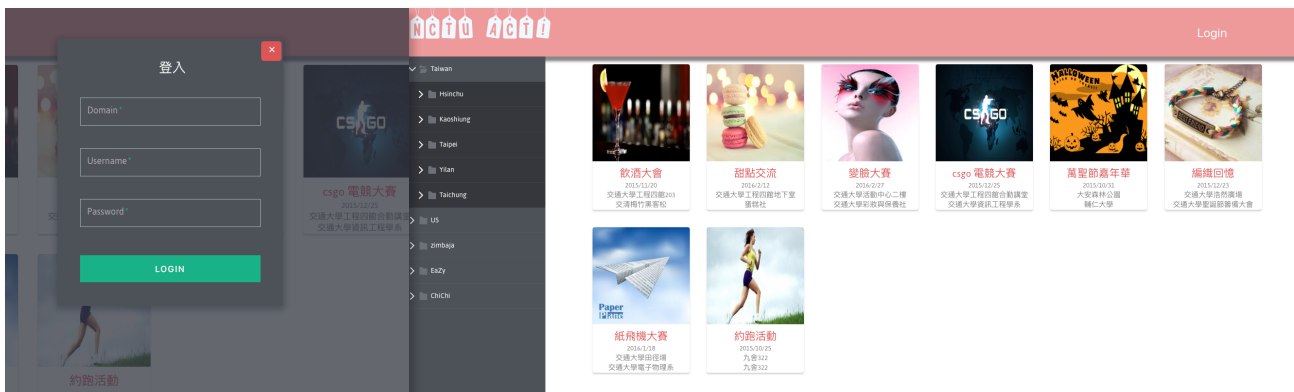 登入
×
Domain *
Username *
Password *
LOGIN
CS GO
csgo 電競大賽
2015/12/25
交通大學工程四館合勤講堂
交通大學資訊工程學系
約跑活動
NCTU ACT!
Login
Taiwan
Hsinchu
Kaoshiung
Taipei
Yilan
Taichung
US
zimbaja
EaZy
ChiChi
飲酒大會
2015/11/20
交通大學工程四館203
交清梅竹黑客松
甜點交流
2016/2/12
交通大學工程四館地下室
蛋糕社
變臉大賽
2016/2/27
交通大學活動中心二樓
交通大學彩妝與保養社
CS GO
csgo 電競大賽
2015/12/25
交通大學工程四館合勤講堂
交通大學資訊工程學系
HALLOWEEN
萬聖節嘉年華
2015/10/31
大安森林公園
輔仁大學
編織回憶
2015/12/23
交通大學浩然廣場
交通大學聖誕節籌備大會
Paper
Plane
紙飛機大賽
2016/1/18
交通大學田徑場
交通大學電子物理系
約跑活動
2015/10/25
九舍322
九舍322